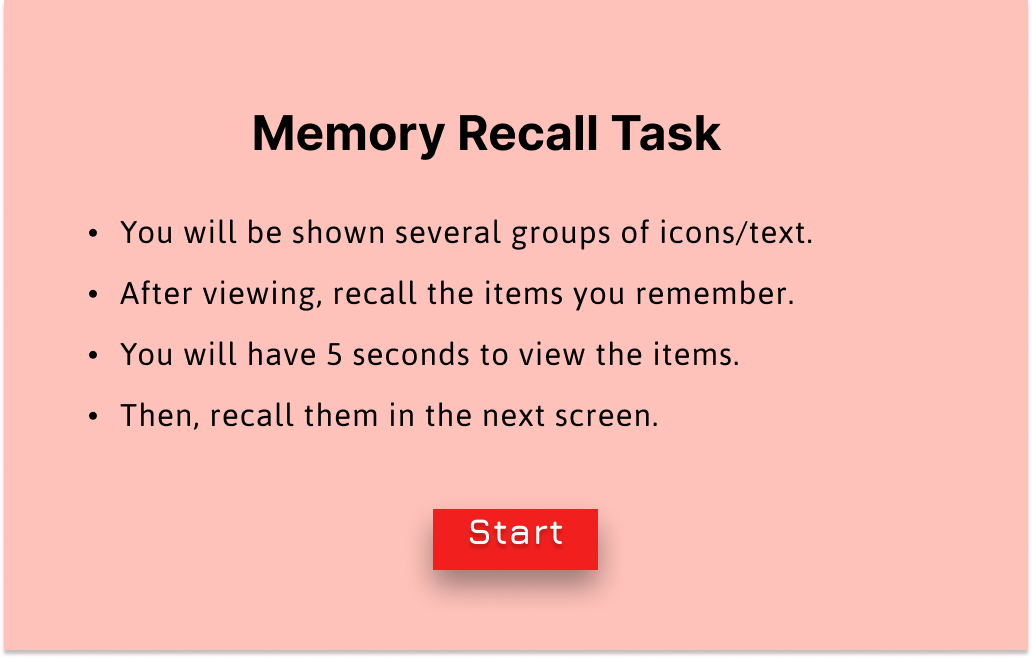 Memory Recall Task
• You will be shown several groups of icons/text.
• After viewing, recall the items you remember.
• You will have 5 seconds to view the items.
• Then, recall them in the next screen.
Start